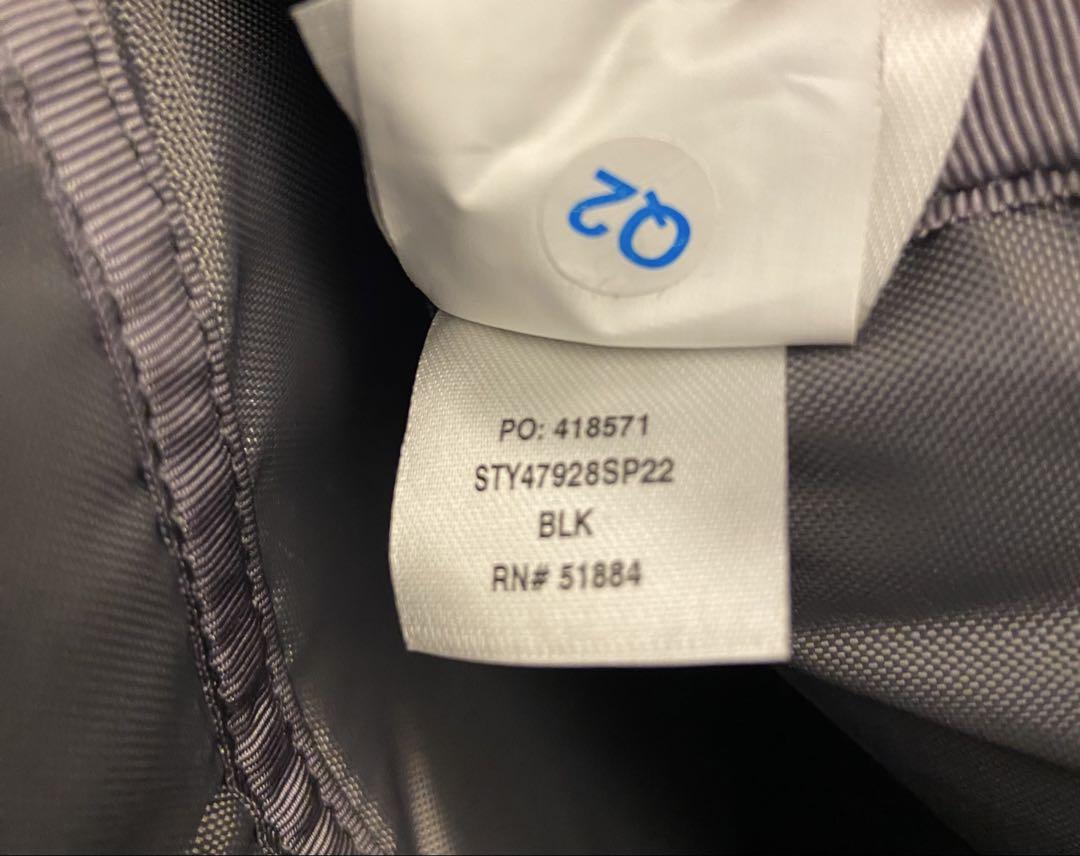 Q2
PO: 418571
STY47928SP22
BLK
RN# 51884